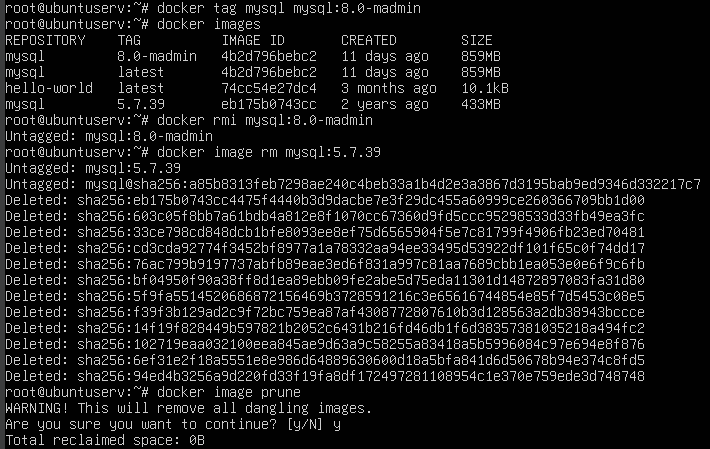 root@ubuntuserv:~# docker tag mysql mysql:8.0-madmin
root@ubuntuserv:~# docker images
REPOSITORY    TAG           IMAGE ID       CREATED        SIZE
mysql         8.0-madmin    4b2d796bebc2   11 days ago    859MB
mysql         latest        4b2d796bebc2   11 days ago    859MB
hello-world   latest        74cc54e27dc4   3 months ago   10.1kB
mysql         5.7.39        eb175b0743cc   2 years ago    433MB
root@ubuntuserv:~# docker rmi mysql:8.0-madmin
Untagged: mysql:8.0-madmin
root@ubuntuserv:~# docker image rm mysql:5.7.39
Untagged: mysql:5.7.39
Untagged: mysql@sha256:a85b8313feb7298ae240c4beb33a1b4d2e3a3867d3195bab9ed9346d332217c7
Deleted: sha256:eb175b0743cc4475f4440b3d9dacbe7e3f29dc455a60999ce260366709bb1d00
Deleted: sha256:603c05f8bb7a61bdb4a812e8f1070cc67360d9fd5ccc95298533d33fb49ea3fc
Deleted: sha256:33ce798cd848dcb1bfe8093ee8ef75d6565904f5e7c81799f4906fb23ed70481
Deleted: sha256:cd3cda92774f3452bf8977a1a78332aa94ee33495d53922df101f65c0f74dd17
Deleted: sha256:76ac799b9197737abfb89eae3ed6f831a997c81aa7689cbb1ea053e0e6f9c6fb
Deleted: sha256:bf04950f90a38ff8d1ea89ebb09fe2abe5d75eda11301d14872897083fa31d80
Deleted: sha256:5f9fa5514520686872156469b3728591216c3e65616744854e85f7d5453c08e5
Deleted: sha256:f39f3b129ad2c9f72bc759ea87af4308772807610b3d128563a2db38943bccce
Deleted: sha256:14f19f828449b597821b2052c6431b216fd46db1f6d38357381035218a494fc2
Deleted: sha256:102719eaa032100eea845ae9d63a9c58255a83418a5b5996084c97e694e8f876
Deleted: sha256:6ef31e2f18a5551e8e986d64889630600d18a5bfa841d6d50678b94e374c8fd5
Deleted: sha256:94ed4b3256a9d220fd33f19fa8df172497281108954c1e370e759ede3d748748
root@ubuntuserv:~# docker image prune
WARNING! This will remove all dangling images.
Are you sure you want to continue? [y/N] y
Total reclaimed space: 0B